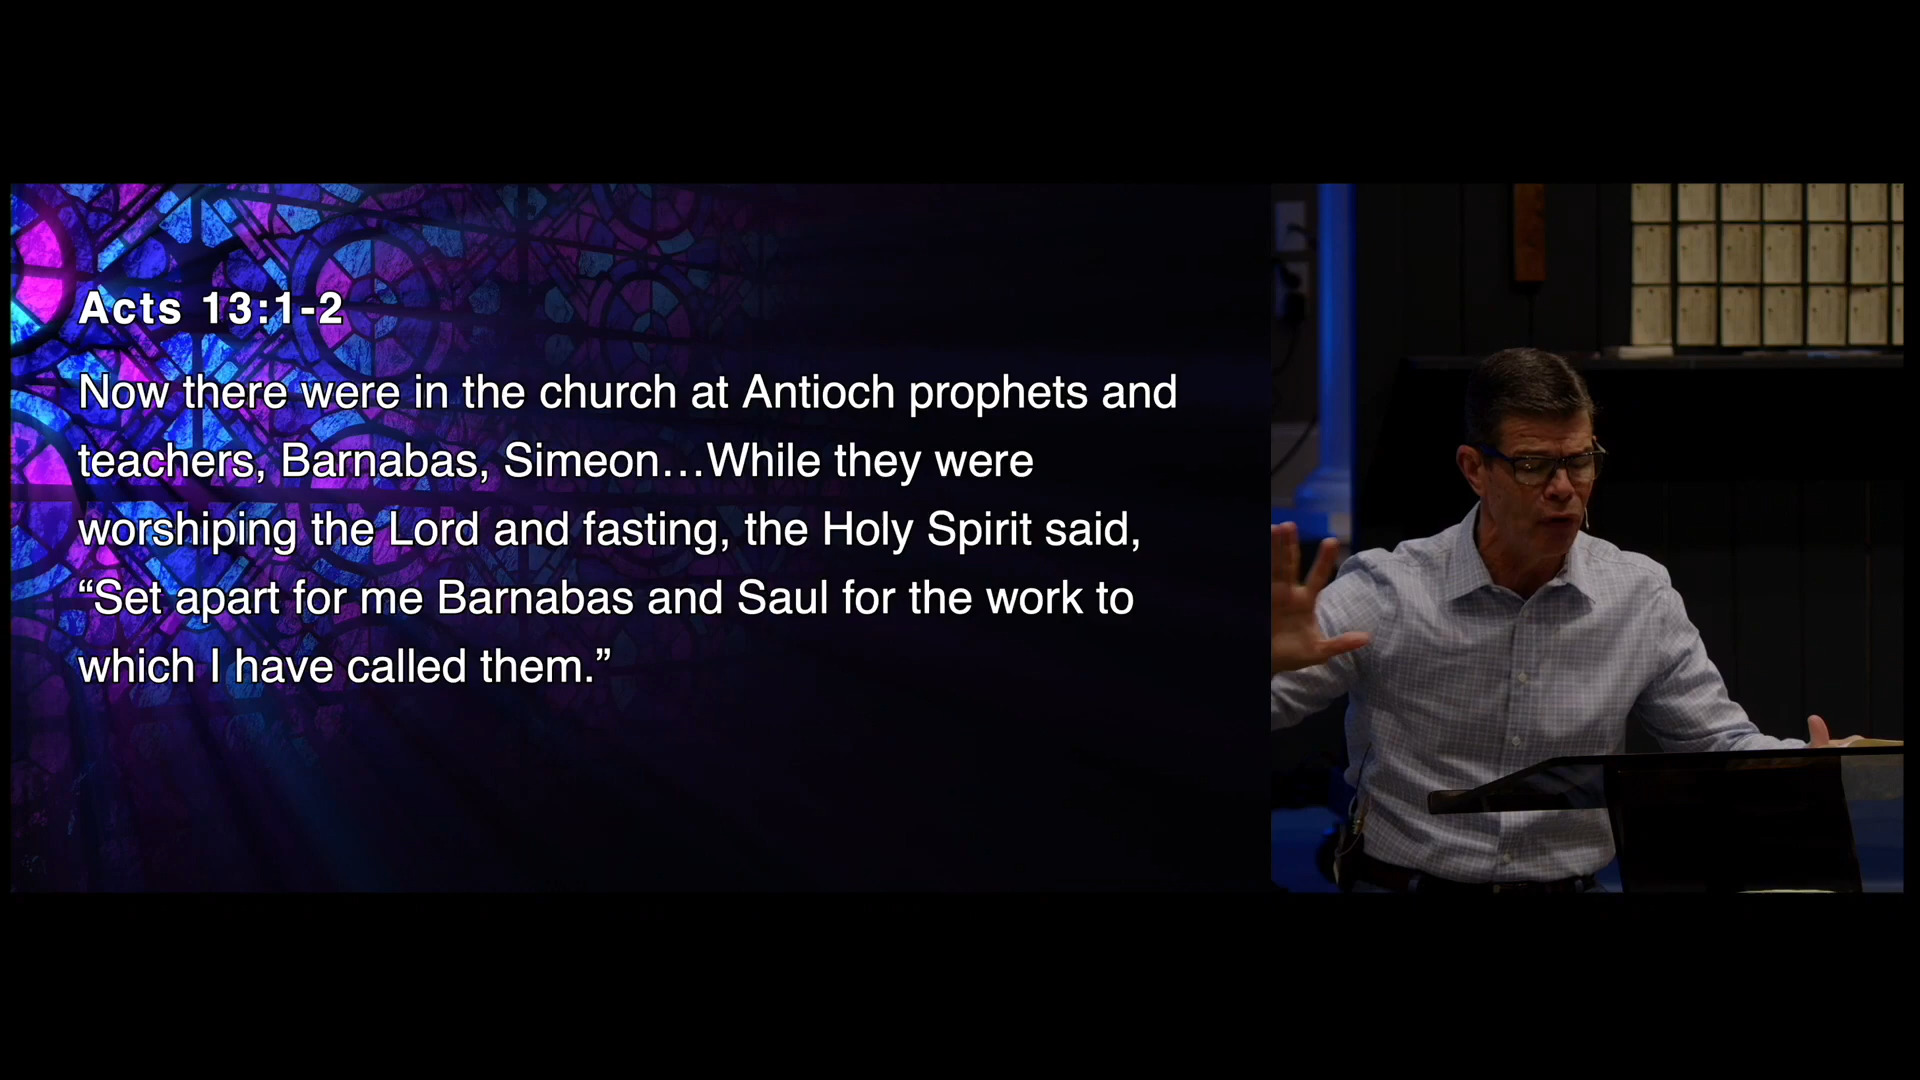 Acts 13:1-2
Now there were in the church at Antioch prophets and
teachers, Barnabas, Simeon…While they were
worshiping the Lord and fasting, the Holy Spirit said,
“Set apart for me Barnabas and Saul for the work to
which I have called them.”